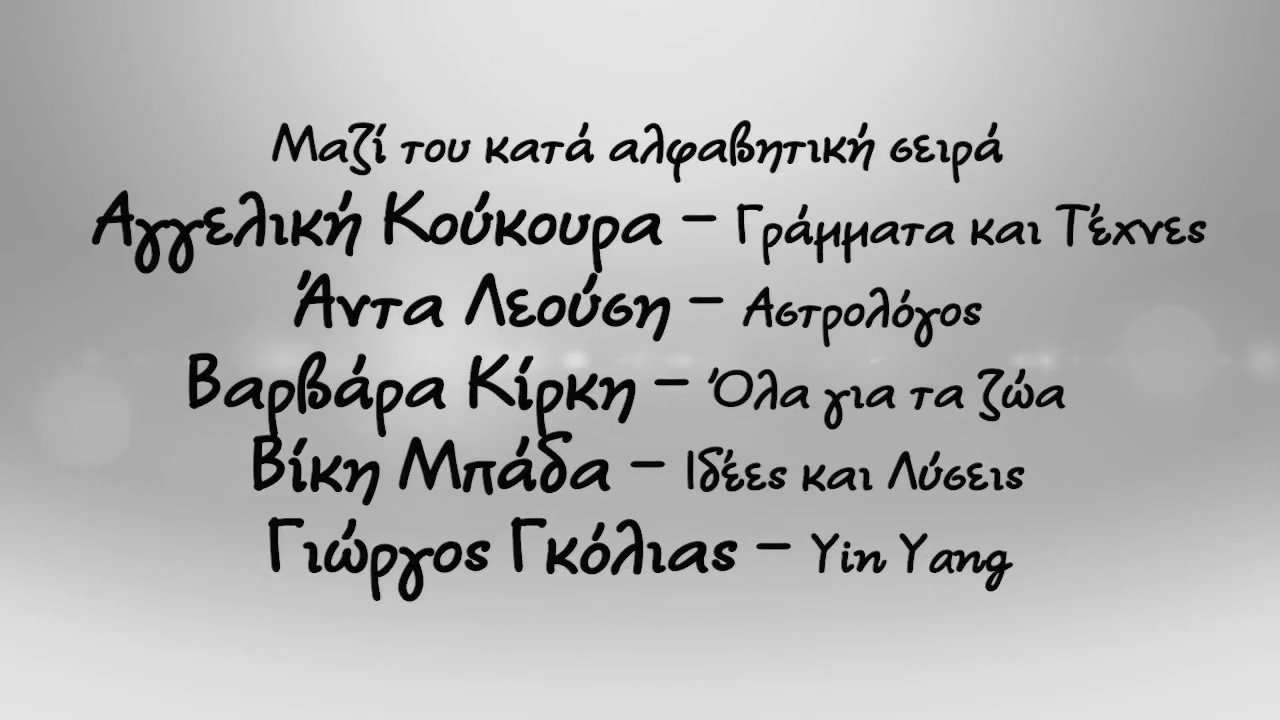 Μαζί του κατά αλφαβητική σειρά
Αγγελική Κούκουρα – Γράμματα και Τέχνες
Άντα Λεούση – Αστρολόγος
Βαρβάρα Κίρκη – Όλα για τα ζώα
Βίκη Μπάδα – Ιδέες και Λύσεις
Γιώργος Γκόλιας – Yin Yang